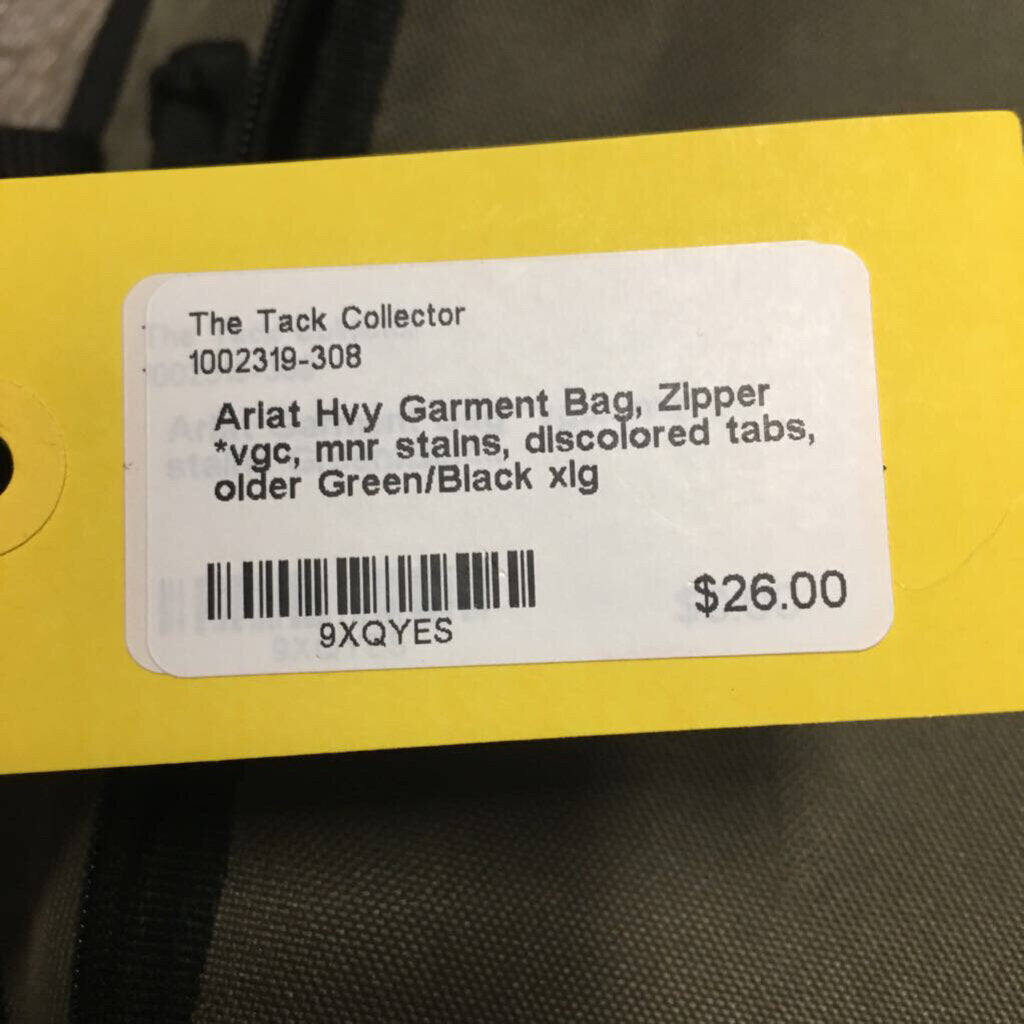 The Tack Collector
1002319-308
Ariat Hvy Garment Bag, Zipper
*vgc, mnr stains, discolored tabs,
older Green/Black xlg
9XQYES
$26.00